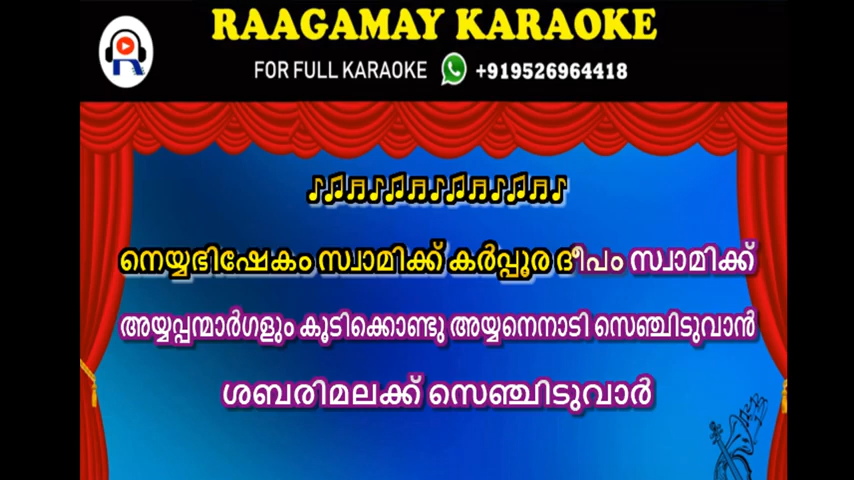 RAAGAMAY KARAOKE
FOR FULL KARAOKE +919526964418
നെയ്യഭിഷേകം സ്വാമിക്ക് കർപ്പൂര ദീപം സ്വാമിക്ക്
അയ്യപ്പന്മാർഗളും കൂടിക്കൊണ്ടു അയ്യനെനാടി സെഞ്ചിടുവാൻ
ശബരിമലക്ക് സെഞ്ചിടുവാർ